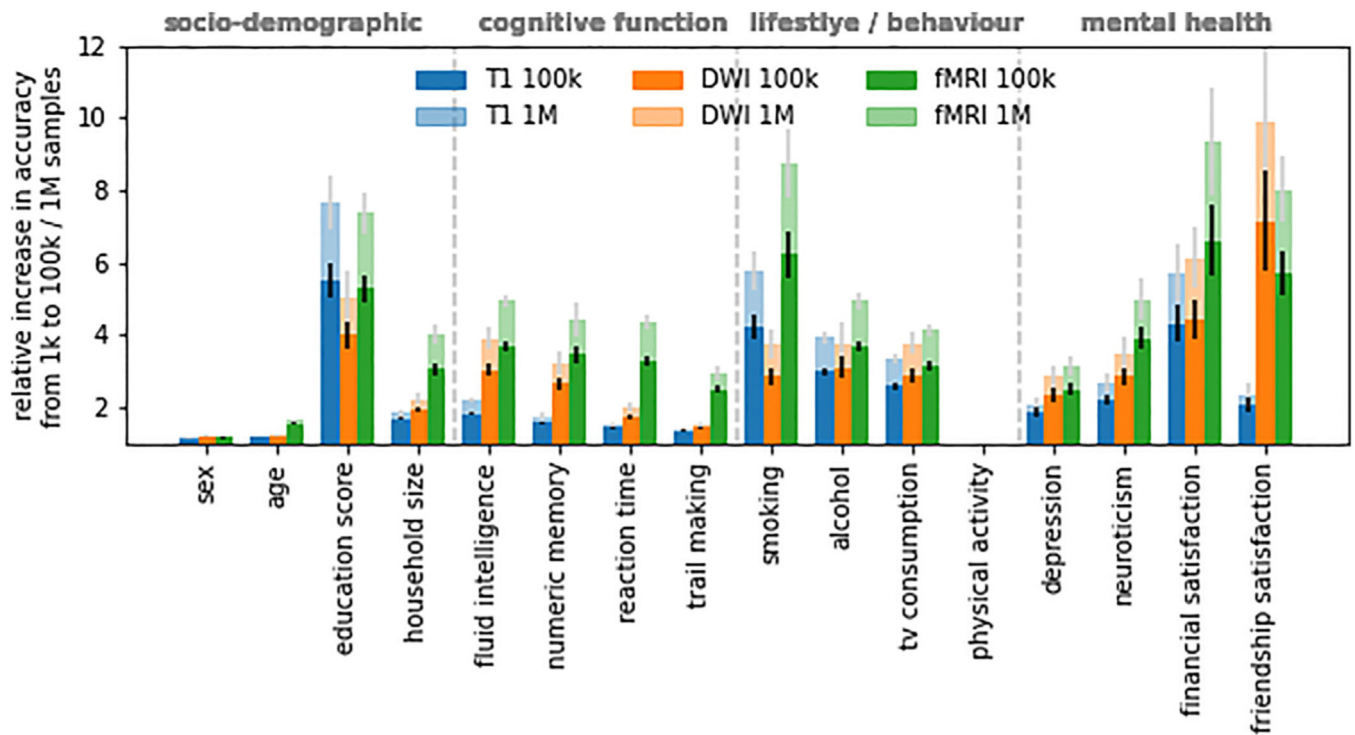 socio-demographic cognitive function lifestlye / behaviour mental health
relative increase in accuracy
from 1k to 100k / 1M samples
12
10
8
6
4
2
T1 100k DWI 100k fMRI 100k
T1 1M DWI 1M fMRI 1M
sex
age
education score
household size
fluid intelligence
numeric memory
reaction time
trail making
smoking
alcohol
tv consumption
physical activity
depression
neuroticism
financial satisfaction
friendship satisfaction